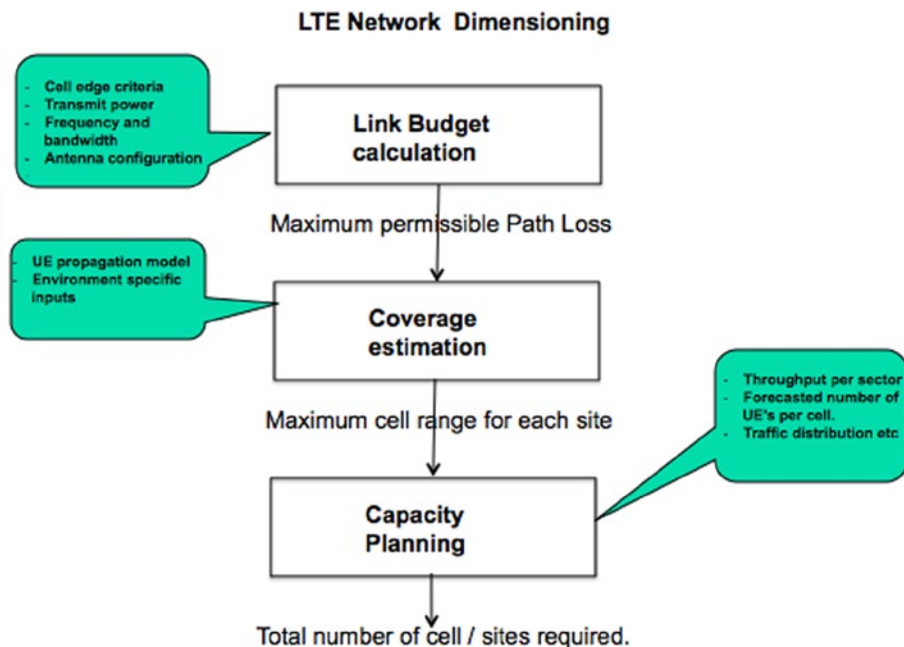 LTE Network Dimensioning
- Cell edge criteria
- Transmit power
- Frequency and
bandwidth
- Antenna configuration
Link Budget
calculation
Maximum permissible Path Loss
- UE propagation model
- Environment specific
inputs
Coverage
estimation
Maximum cell range for each site
- Throughput per sector
- Forecasted number of
UE's per cell.
- Traffic distribution etc
Capacity
Planning
Total number of cell / sites required.